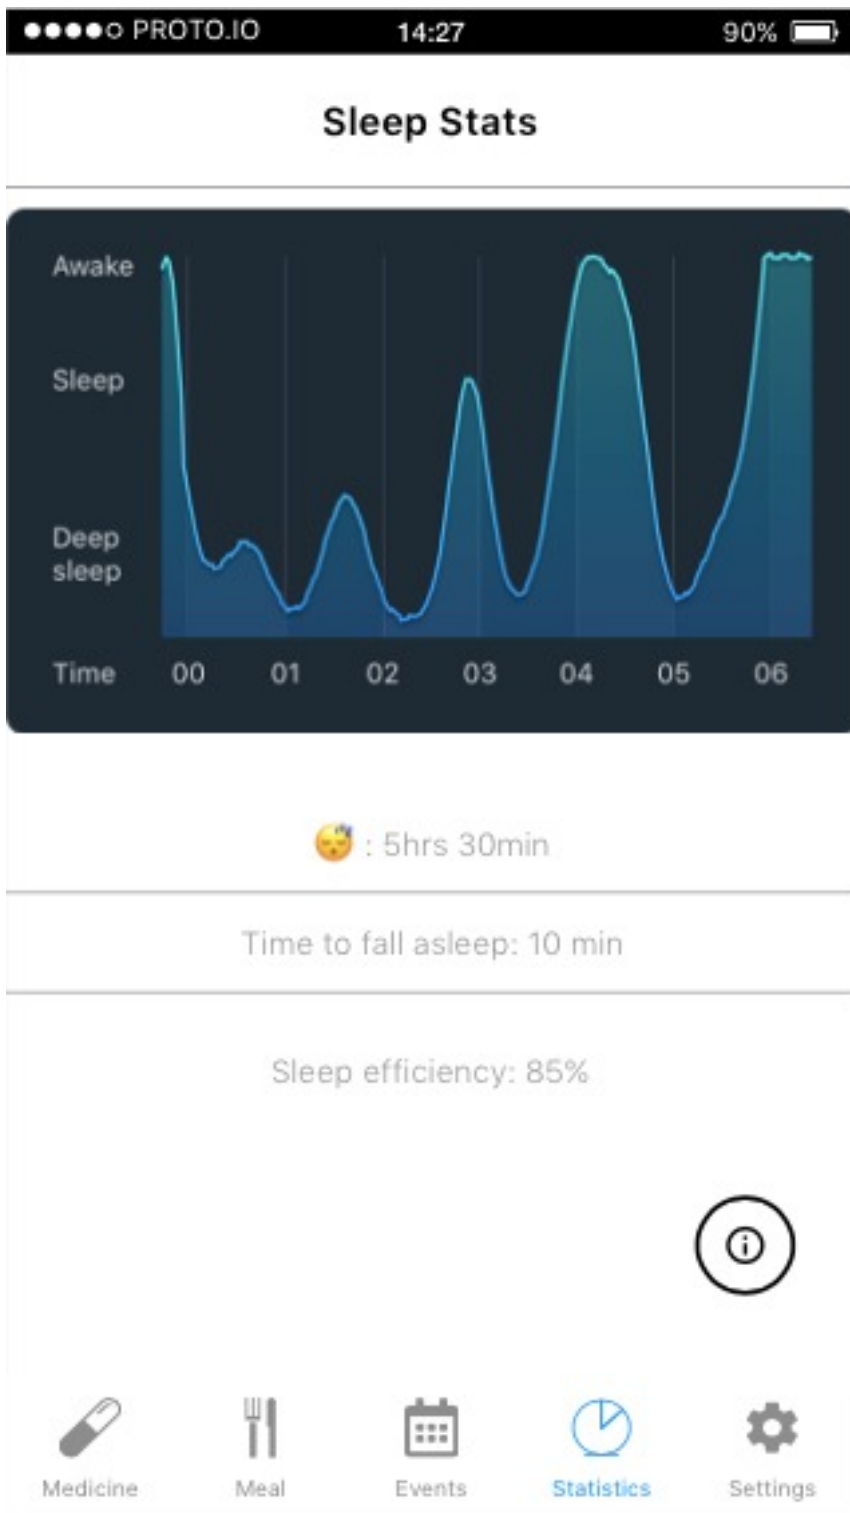 PROTO.IO 14:27 90%
Sleep Stats
Awake
Sleep
Deep
sleep
Time 00 01 02 03 04 05 06
😴 : 5hrs 30min
Time to fall asleep: 10 min
Sleep efficiency: 85%
i
Medicine Meal Events Statistics Settings